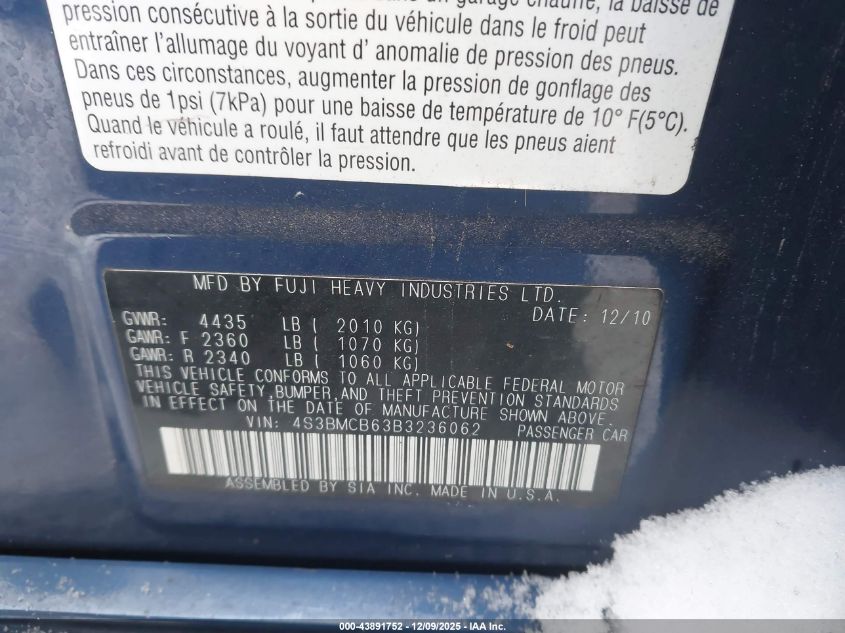 un garage chauffé, la baisse de
pression consécutive à la sortie du véhicule dans le froid peut
entraîner l'allumage du voyant d' anomalie de pression des pneus.
Dans ces circonstances, augmenter la pression de gonflage des
pneus de 1psi (7kPa) pour une baisse de température de 10° F(5°C).
Quand le véhicule a roulé, il faut attendre que les pneus aient
refroidi avant de contrôler la pression.
MFD BY FUJI HEAVY INDUSTRIES LTD.
DATE: 12/10
GVWR: 4435 LB ( 2010 KG)
GAWR: F 2360 LB ( 1070 KG)
GAWR: R 2340 LB ( 1060 KG)
THIS VEHICLE CONFORMS TO ALL APPLICABLE FEDERAL MOTOR
VEHICLE SAFETY, BUMPER, AND THEFT PREVENTION STANDARDS
IN EFFECT ON THE DATE OF MANUFACTURE SHOWN ABOVE.
VIN: 4S3BMCB63B3236062 PASSENGER CAR
ASSEMBLED BY SIA INC. MADE IN U.S.A.
000-43891752 - 12/09/2025 - IAA Inc.